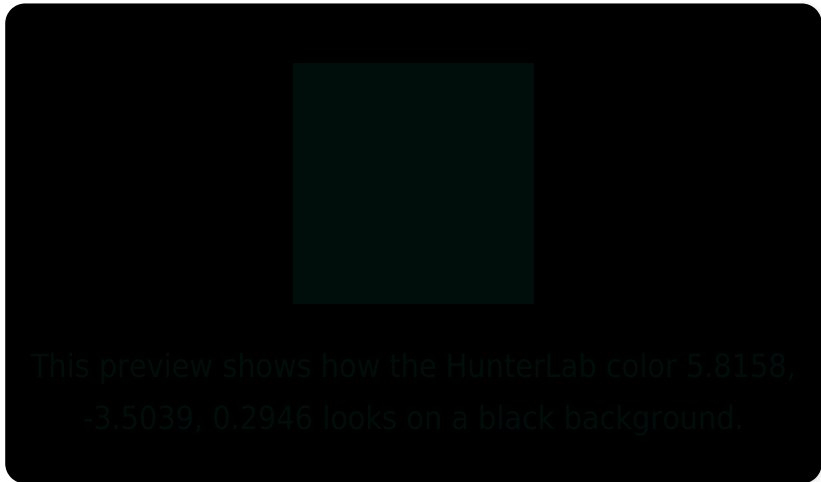 This preview shows how the HunterLab color 5.8158,
-3.5039, 0.2946 looks on a black background.